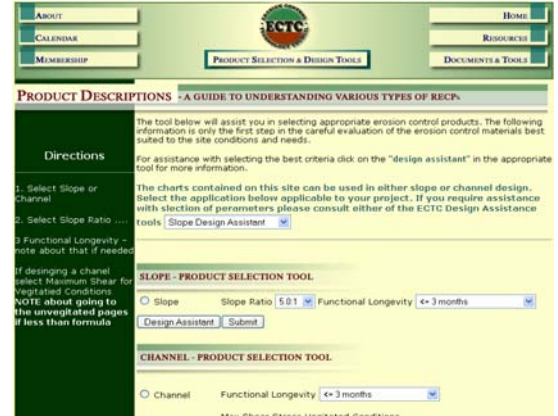 ABOUT
CALENDAR
MEMBERSHIP
ECTC
PRODUCT SELECTION & DESIGN TOOLS
HOME
RESOURCES
DOCUMENTS & TOOLS
PRODUCT DESCRIPTIONS - A GUIDE TO UNDERSTANDING VARIOUS TYPES OF RECPs
Directions
1. Select Slope or
Channel
2. Select Slope Ratio ....
3 Functional Longevity -
note about that if needed
If desinging a chanel
select Maximum Shear for
Vegitatied Conditions
NOTE about going to
the unvegitated pages
if less than formula
The tool below will assist you in selecting appropriate erosion control products. The following
information is only the first step in the careful evaluation of the erosion control materials best
suited to the site conditions and needs.
For assistance with selecting the best criteria click on the "design assistant" in the appropriate
tool for more information.
The charts contained on this site can be used in either slope or channel design.
Select the application below applicable to your project. If you require assistance
with slection of perameters please consult either of the ECTC Design Assistance
tools Slope Design Assistant
SLOPE - PRODUCT SELECTION TOOL
Slope Slope Ratio 5.0:1 Functional Longevity <= 3 months
Design Assistant Submit
CHANNEL - PRODUCT SELECTION TOOL
Channel Functional Longevity <= 3 months
Max Shear Stress Vegitated Conditions